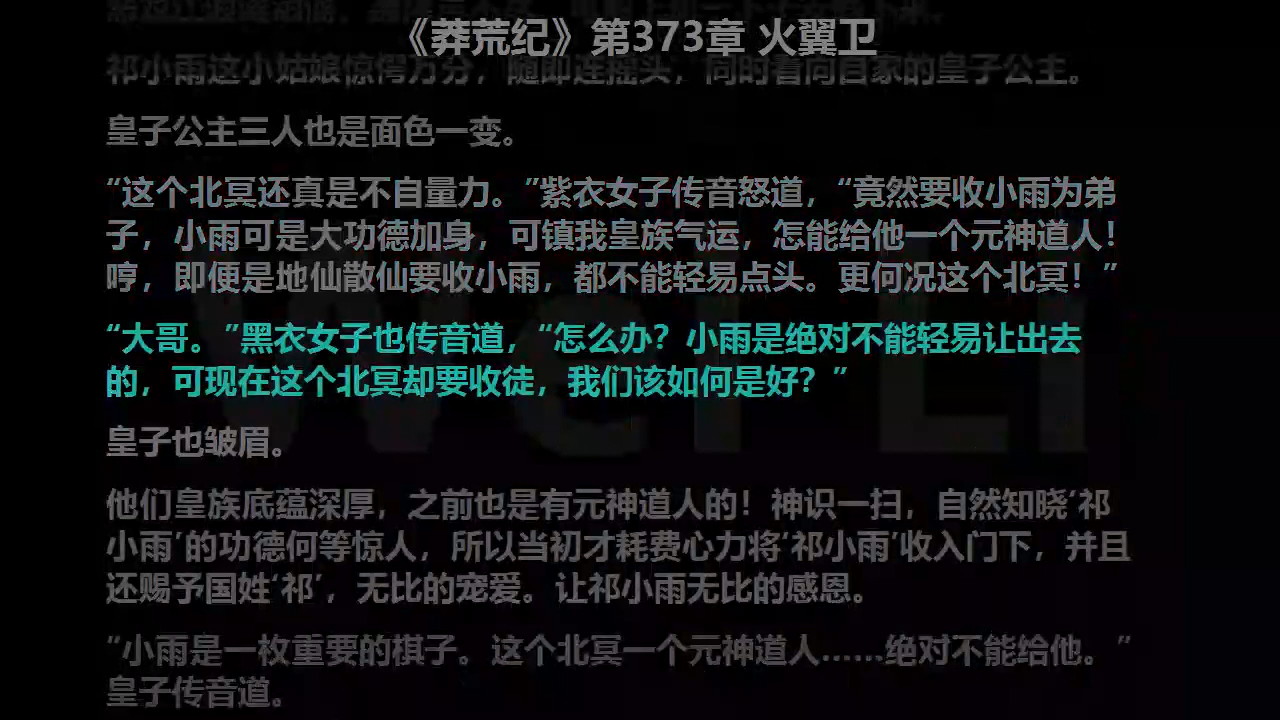 《莽荒纪》第373章 火翼卫
祁小雨这小姑娘惊愕万分，随即连摇头，同时看向自家的皇子公主。
皇子公主三人也是面色一变。
“这个北冥还真是不自量力。”紫衣女子传音怒道，“竟然要收小雨为弟
子，小雨可是大功德加身，可镇我皇族气运，怎能给他一个元神道人！
哼，即便是地仙散仙要收小雨，都不能轻易点头。更何况这个北冥！”
“大哥。”黑衣女子也传音道，“怎么办？小雨是绝对不能轻易让出去
的，可现在这个北冥却要收徒，我们该如何是好？”
皇子也皱眉。
他们皇族底蕴深厚，之前也是有元神道人的！神识一扫，自然知晓‘祁
小雨’的功德何等惊人，所以当初才耗费心力将‘祁小雨’收入门下，并且
还赐予国姓‘祁’，无比的宠爱。让祁小雨无比的感恩。
“小雨是一枚重要的棋子。这个北冥一个元神道人……绝对不能给他。”
皇子传音道。